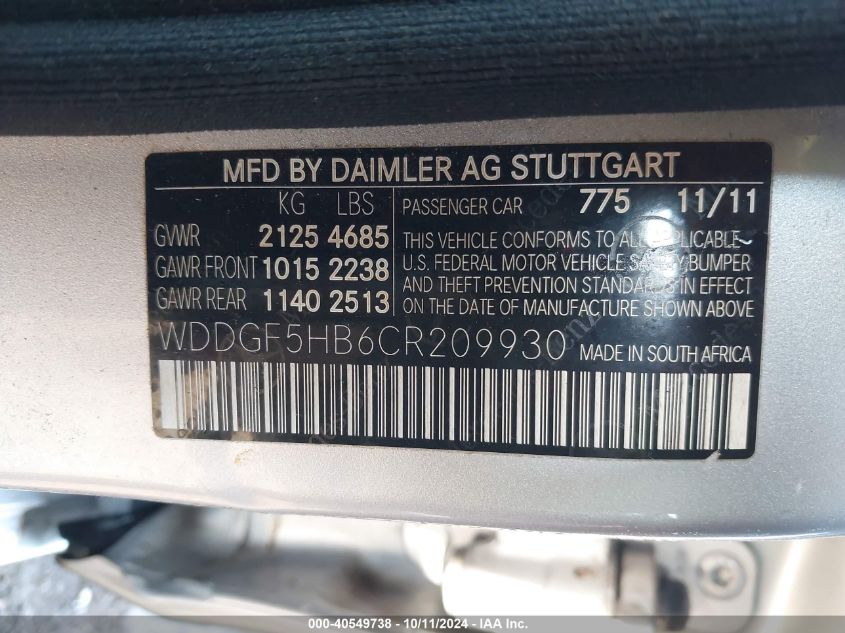 MFD BY DAIMLER AG STUTTGART
KG LBS
GVWR 2125 4685
GAWR FRONT 1015 2238
GAWR REAR 1140 2513
PASSENGER CAR 775 11/11
THIS VEHICLE CONFORMS TO ALL APPLICABLE
U.S. FEDERAL MOTOR VEHICLE SAFETY, BUMPER
AND THEFT PREVENTION STANDARDS IN EFFECT
ON THE DATE OF MANUFACTURE SHOWN ABOVE
WDDGF5HB6CR209930 MADE IN SOUTH AFRICA
000-40549738 - 10/11/2024 - IAA Inc.